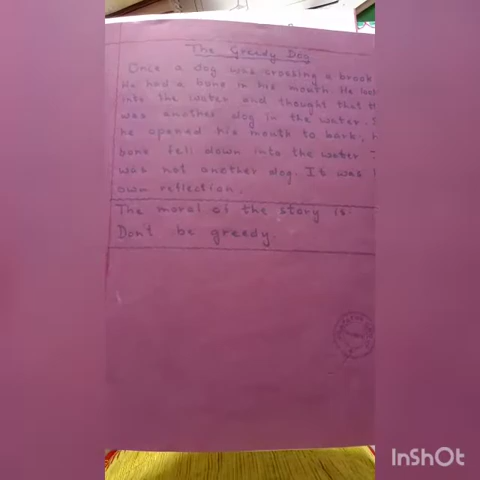 The Greedy Dog
Once a dog was crossing a brook
He had a bone in his mouth. He
into the water and thought that
was another dog in the water.
he opened his mouth to bark,
bone fell down into the water
was not another dog. It was
own reflection.
The moral of the story is.
Don't be greedy.
InShOt